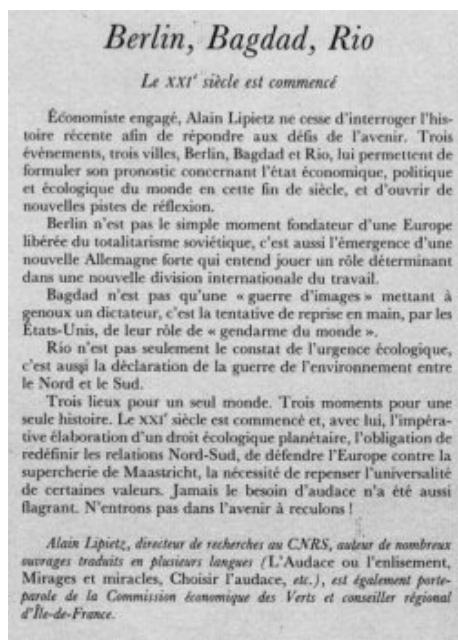 Berlin, Bagdad, Rio
Le XXIᵉ siècle est commencé
Économiste engagé, Alain Lipietz ne cesse d'interroger l'his-
toire récente afin de répondre aux défis de l'avenir. Trois
événements, trois villes, Berlin, Bagdad et Rio, lui permettent de
formuler son pronostic concernant l'état économique, politique
et écologique du monde en cette fin de siècle, et d'ouvrir de
nouvelles pistes de réflexion.
Berlin n'est pas le simple moment fondateur d'une Europe
libérée du totalitarisme soviétique, c'est aussi l'émergence d'une
nouvelle Allemagne forte qui entend jouer un rôle déterminant
dans une nouvelle division internationale du travail.
Bagdad n'est pas qu'une « guerre d'images » mettant à
genoux un dictateur, c'est la tentative de reprise en main, par les
États-Unis, de leur rôle de « gendarme du monde ».
Rio n'est pas seulement le constat de l'urgence écologique,
c'est aussi la déclaration de la guerre de l'environnement entre
le Nord et le Sud.
Trois lieux pour un seul monde. Trois moments pour une
seule histoire. Le XXIᵉ siècle est commencé et, avec lui, l'impéra-
tive élaboration d'un droit écologique planétaire, l'obligation de
redéfinir les relations Nord-Sud, de défendre l'Europe contre la
supercherie de Maastricht, la nécessité de repenser l'universalité
de certaines valeurs. Jamais le besoin d'audace n'a été aussi
flagrant. N'entrons pas dans l'avenir à reculons !
Alain Lipietz, directeur de recherches au CNRS, auteur de nombreux
ouvrages traduits en plusieurs langues (L'Audace ou l'enlisement,
Mirages et miracles, Choisir l'audace, etc.), est également porte-
parole de la Commission économique des Verts et conseiller régional
d'Île-de-France.